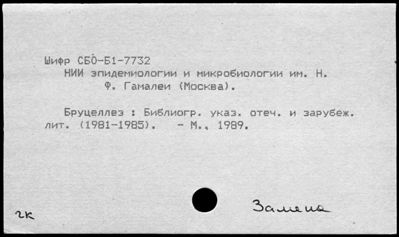 Шифр СБО-Б1-7732
НИИ эпидемиологии и микробиологии им. Н.
Ф. Гамалеи (Москва).
Бруцеллез : Библиогр. указ. отеч. и зарубеж.
лит. (1981-1985). - М., 1989.
гк
Замена